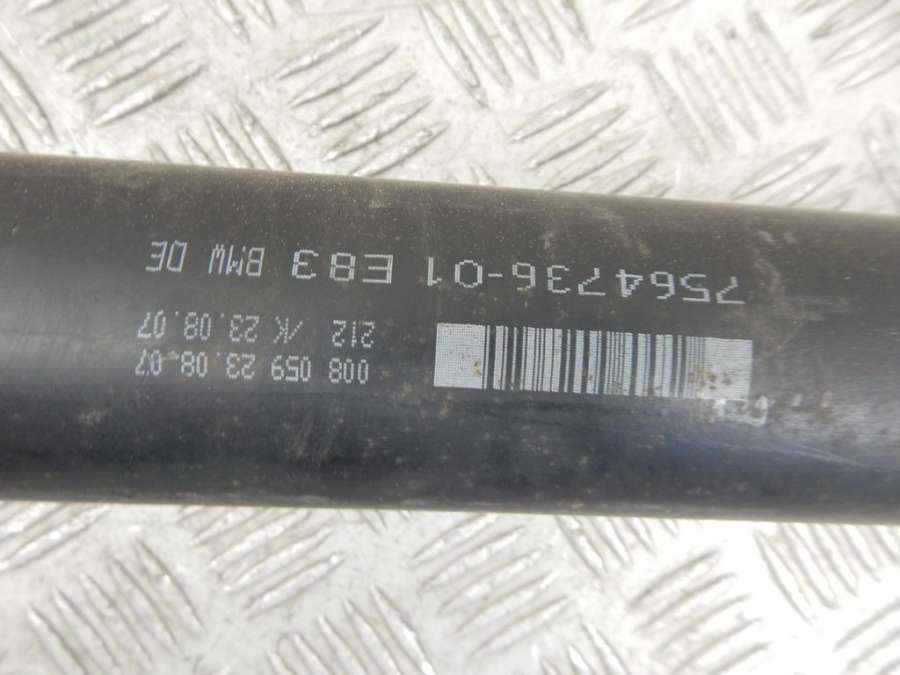 008 059 23.08.07
212 /K 23.08.07
7564736-01 E83 BMW DE